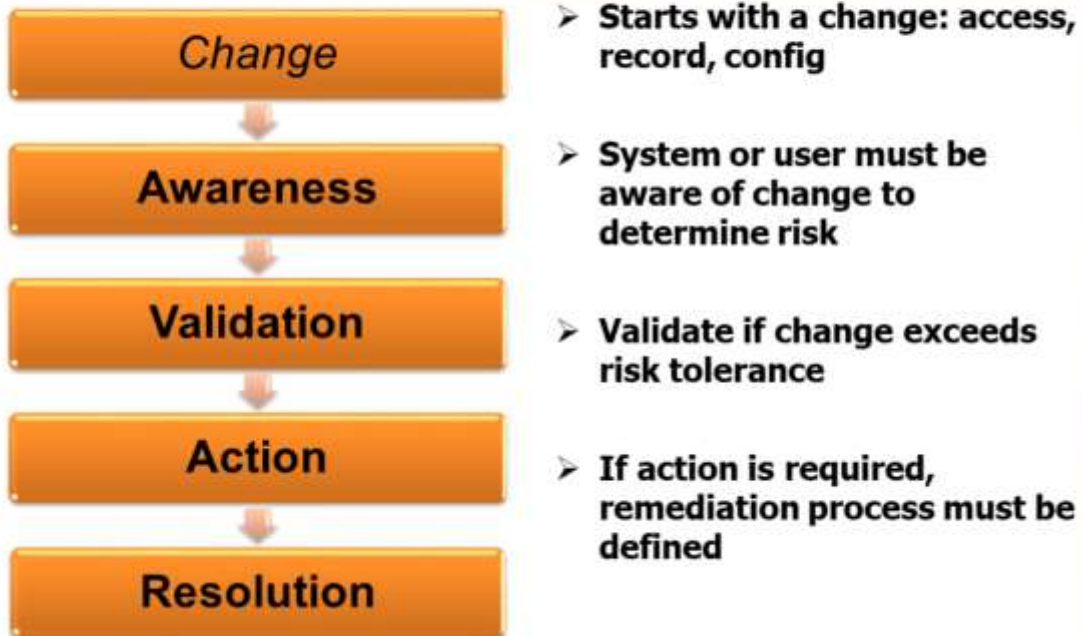 Change
➢ Starts with a change: access,
record, config
Awareness
➢ System or user must be
aware of change to
determine risk
Validation
➢ Validate if change exceeds
risk tolerance
Action
➢ If action is required,
remediation process must be
defined
Resolution